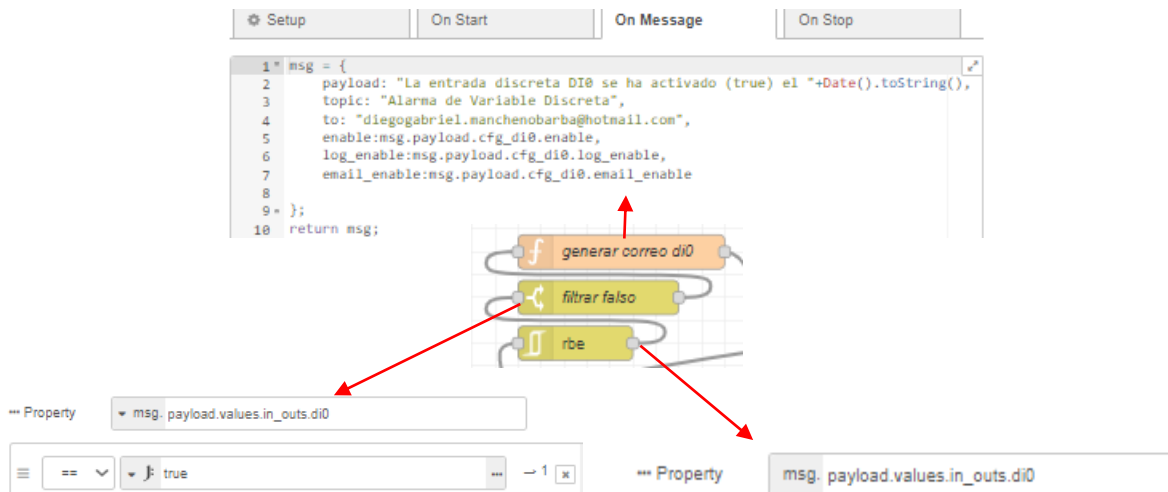 Setup On Start On Message On Stop
1 msg = {
2 payload: "La entrada discreta DI0 se ha activado (true) el "+Date().toString(),
3 topic: "Alarma de Variable Discreta",
4 to: "diegogabriel.manchenobarba@hotmail.com",
5 enable:msg.payload.cfg_di0.enable,
6 log_enable:msg.payload.cfg_di0.log_enable,
7 email_enable:msg.payload.cfg_di0.email_enable
8
9 };
10 return msg;
f generar correo di0
filtrar falso
rbe
••• Property msg. payload.values.in_outs.di0
== J: true ••• → 1 x
••• Property msg. payload.values.in_outs.di0